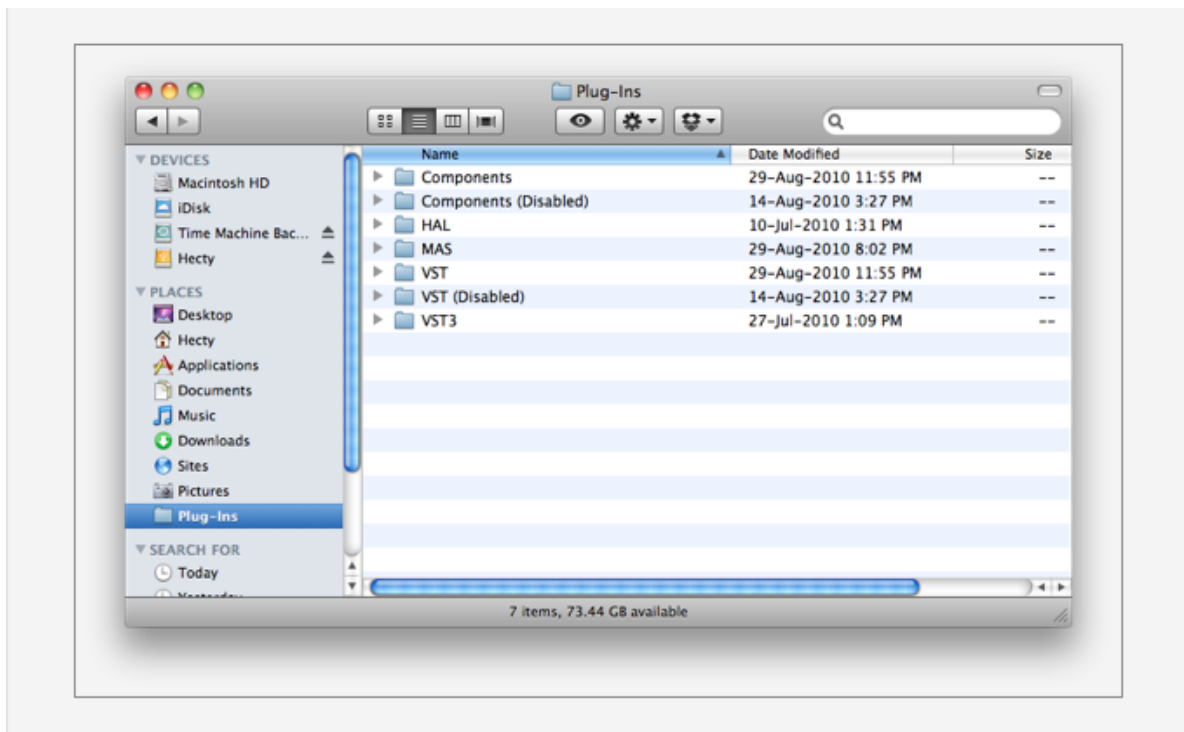 Plug-Ins
Name Date Modified Size
DEVICES
Macintosh HD
iDisk
Time Machine Bac...
Hecty
PLACES
Desktop
Hecty
Applications
Documents
Music
Downloads
Sites
Pictures
Plug-Ins
SEARCH FOR
Today
Components 29-Aug-2010 11:55 PM --
Components (Disabled) 14-Aug-2010 3:27 PM --
HAL 10-Jul-2010 1:31 PM --
MAS 29-Aug-2010 8:02 PM --
VST 29-Aug-2010 11:55 PM --
VST (Disabled) 14-Aug-2010 3:27 PM --
VST3 27-Jul-2010 1:09 PM --
7 items, 73.44 GB available